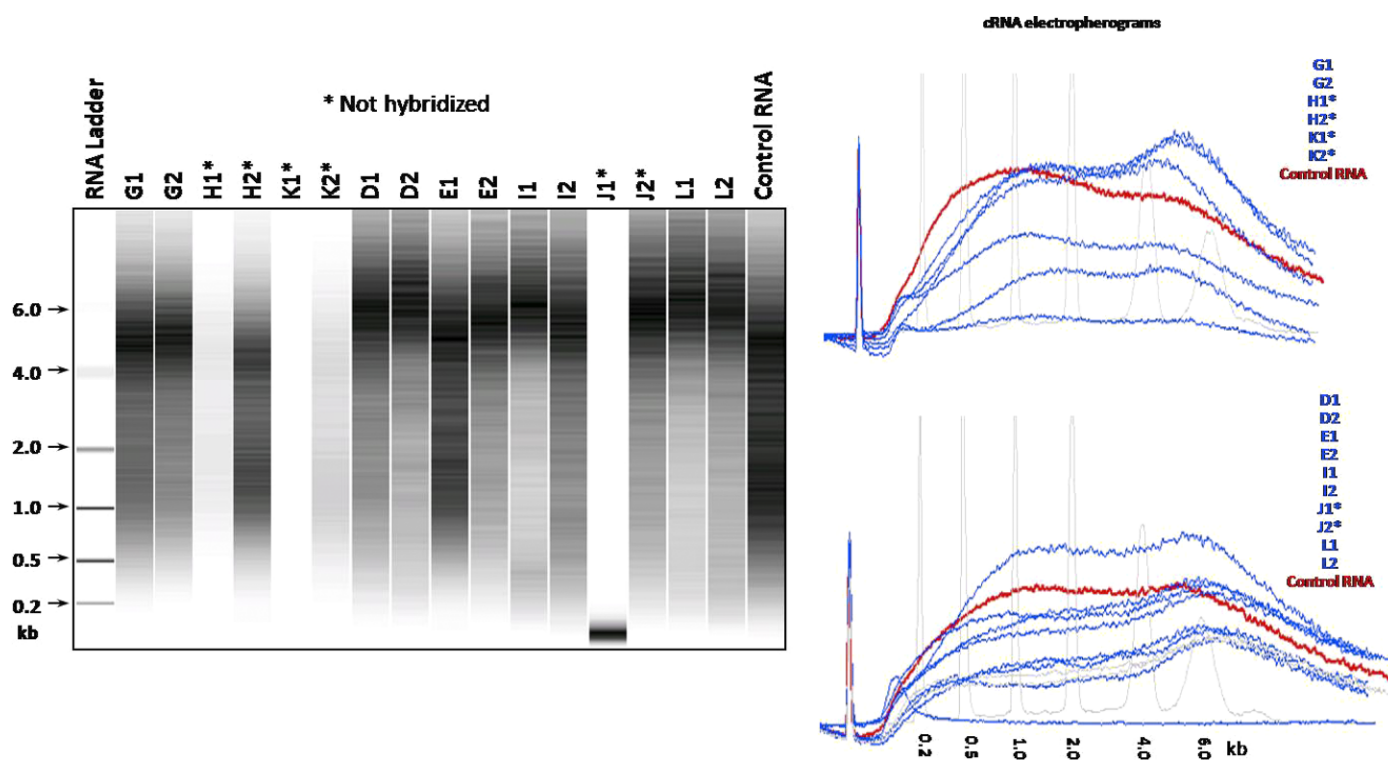 cRNA electropherograms
* Not hybridized
RNA Ladder
G1
G2
H1*
H2*
K1*
K2*
D1
D2
E1
E2
I1
I2
J1*
J2*
L1
L2
Control RNA
6.0
4.0
2.0
1.0
0.5
0.2
kb
G1
G2
H1*
H2*
K1*
K2*
Control RNA
D1
D2
E1
E2
I1
I2
J1*
J2*
L1
L2
Control RNA
0.2 0.5 1.0 2.0 4.0 6.0 kb